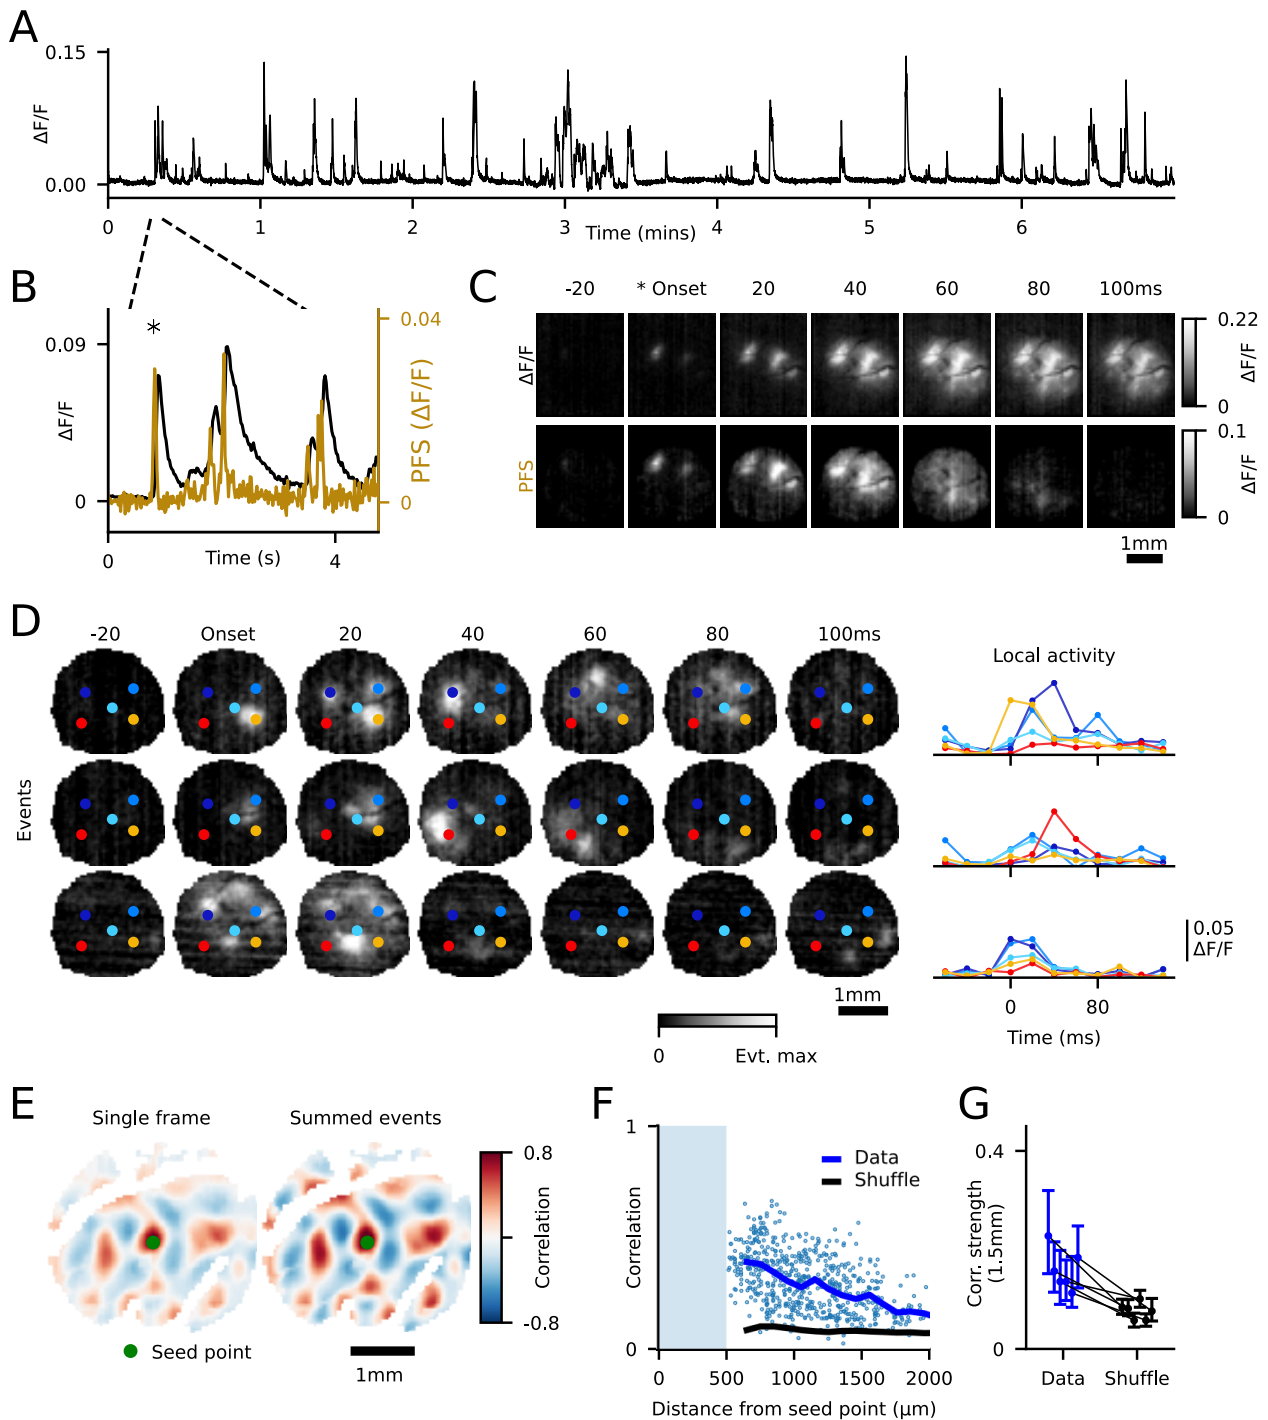 A
0.15
ΔF/F
0.00
0 1 2 3 4 5 6
Time (mins)
B
*
0.09
ΔF/F
0
0.04
PFS (ΔF/F)
0
0 Time (s) 4
C
-20 * Onset 20 40 60 80 100ms
ΔF/F
0.22
ΔF/F
0
PFS
0.1
ΔF/F
0
1mm
D
-20 Onset 20 40 60 80 100ms
Local activity
Events
0.05
ΔF/F
1mm
0 80
Time (ms)
0 Evt. max
E
Single frame Summed events
0.8
Correlation
-0.8
Seed point
1mm
F
1
Correlation
0
Data
Shuffle
0 500 1000 1500 2000
Distance from seed point (μm)
G
0.4
Corr. strength
(1.5mm)
0
Data Shuffle